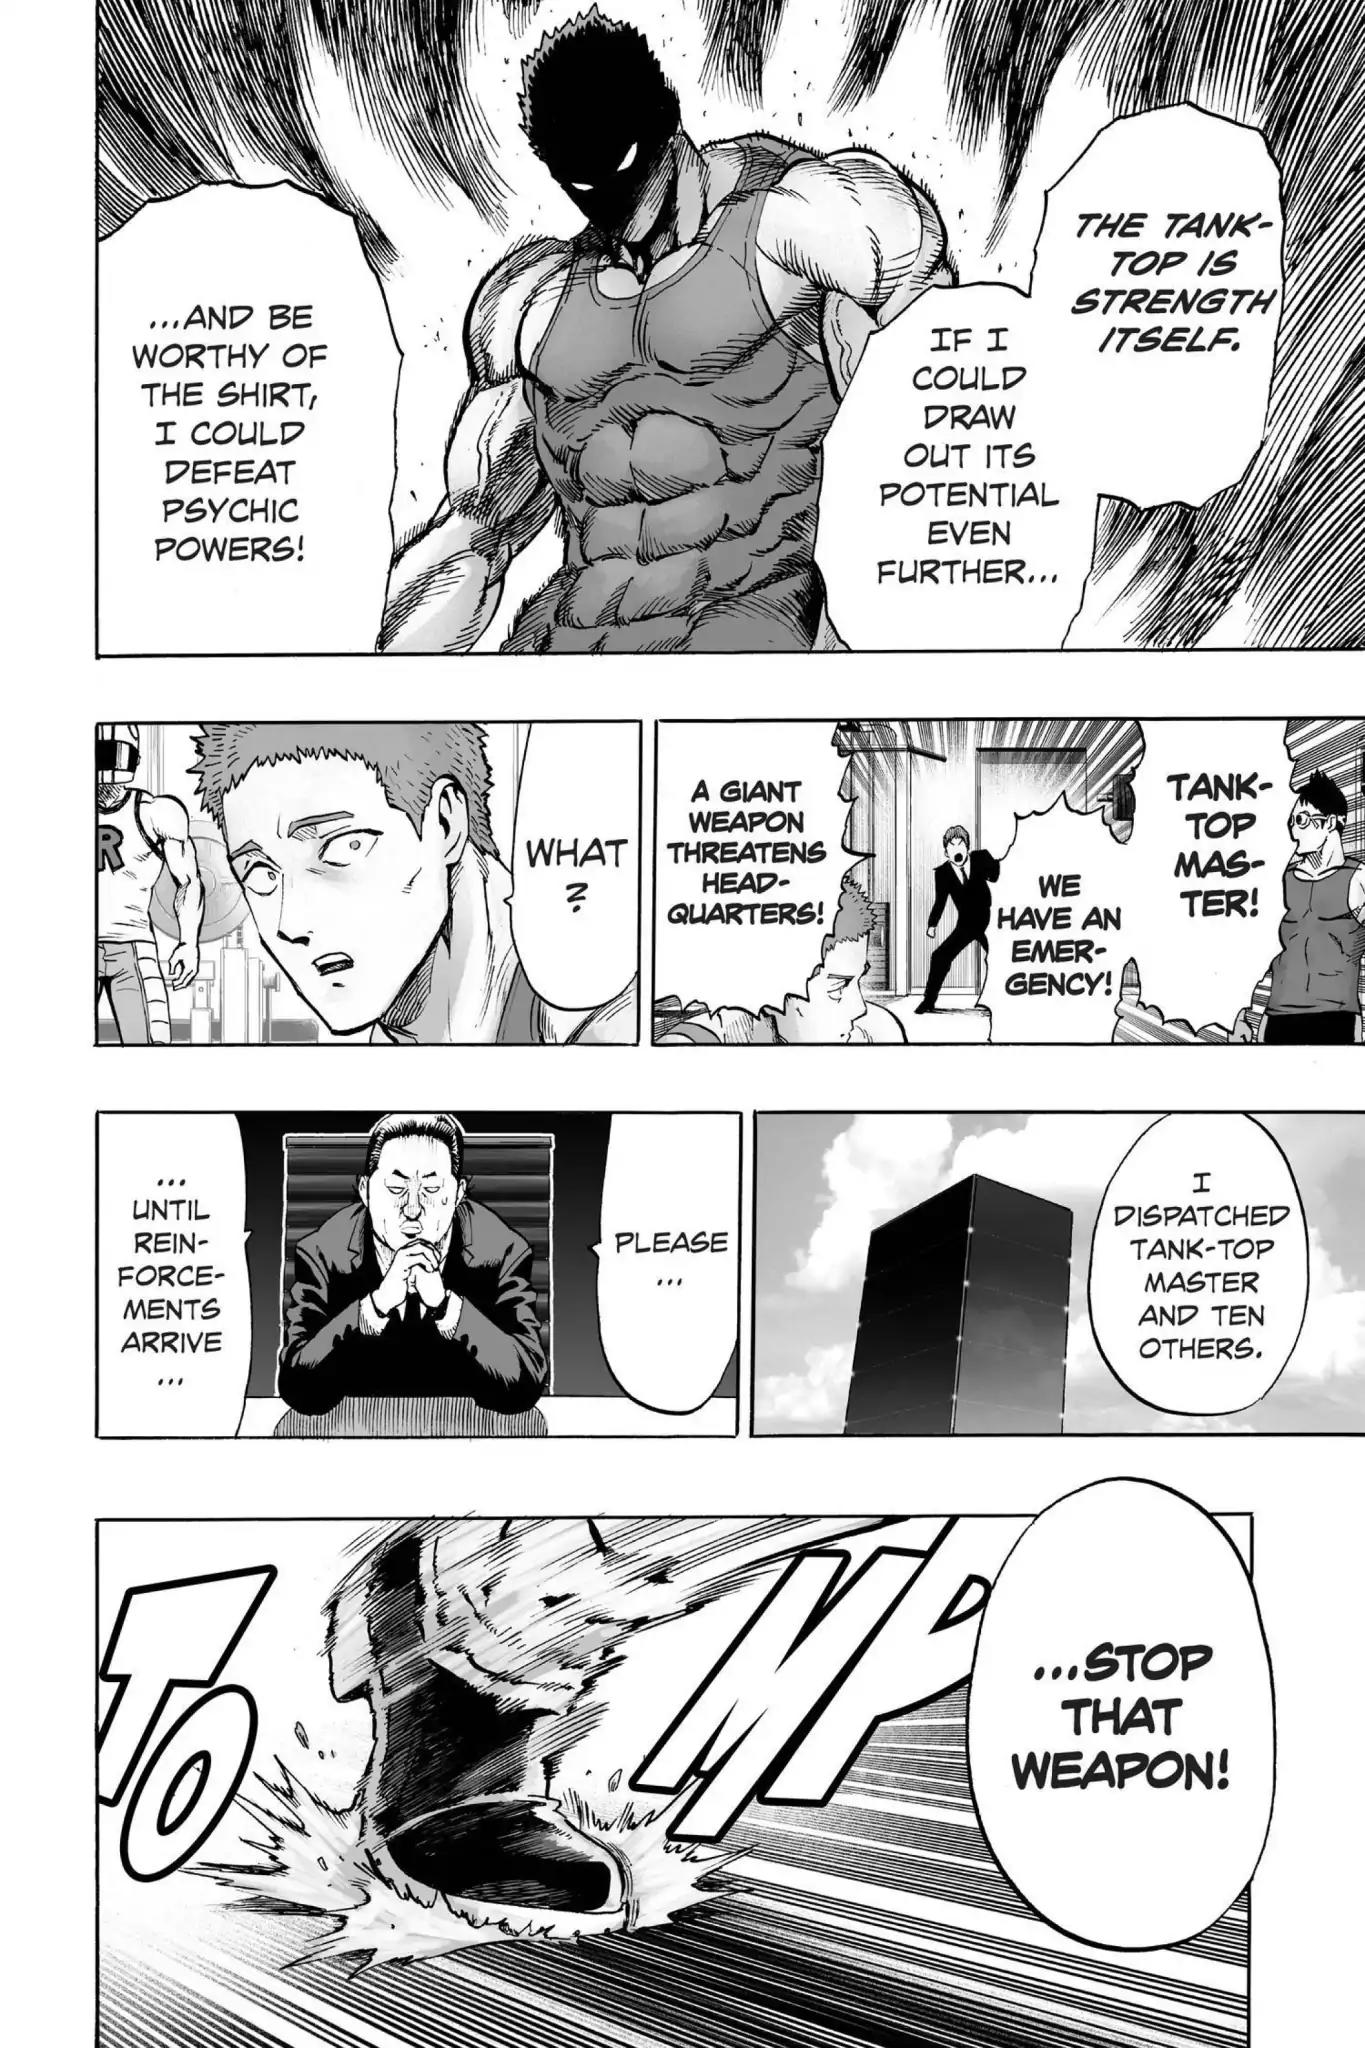 THE TANK-
TOP IS
STRENGTH
ITSELF.
IF I
COULD
DRAW
OUT ITS
POTENTIAL
EVEN
FURTHER...
...AND BE
WORTHY OF
THE SHIRT,
I COULD
DEFEAT
PSYCHIC
POWERS!
TANK-
TOP
MAS-
TER!
WE
HAVE AN
EMER-
GENCY!
A GIANT
WEAPON
THREATENS
HEAD-
QUARTERS!
WHAT
?
R
I
DISPATCHED
TANK-TOP
MASTER
AND TEN
OTHERS.
PLEASE
...
...
UNTIL
REIN-
FORCE-
MENTS
ARRIVE
...
...STOP
THAT
WEAPON!
TOMP